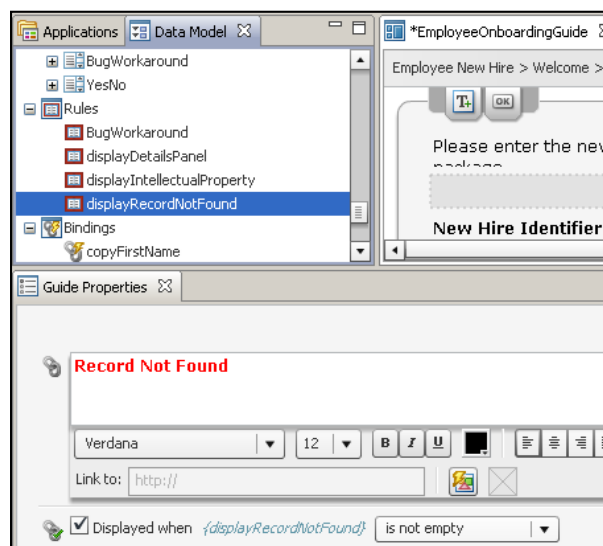 Applications
Data Model
*EmployeeOnboardingGuide
BugWorkaround
YesNo
Rules
BugWorkaround
displayDetailsPanel
displayIntellectualProperty
displayRecordNotFound
Bindings
copyFirstName
Employee New Hire > Welcome >
T+
OK
Please enter the new
package
New Hire Identifier
Guide Properties
Record Not Found
Verdana
12
B I U
Link to: http://
Displayed when {displayRecordNotFound} is not empty